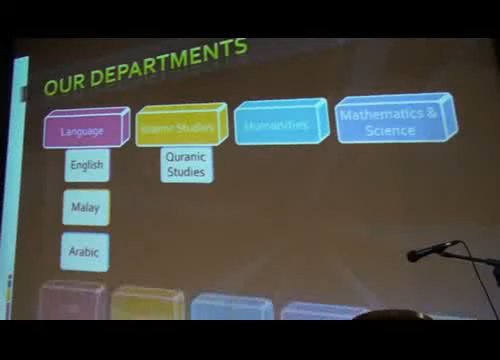 OUR DEPARTMENTS
Language
Islamic Studies
Humanities
Mathematics &
Science
English
Quranic
Studies
Malay
Arabic